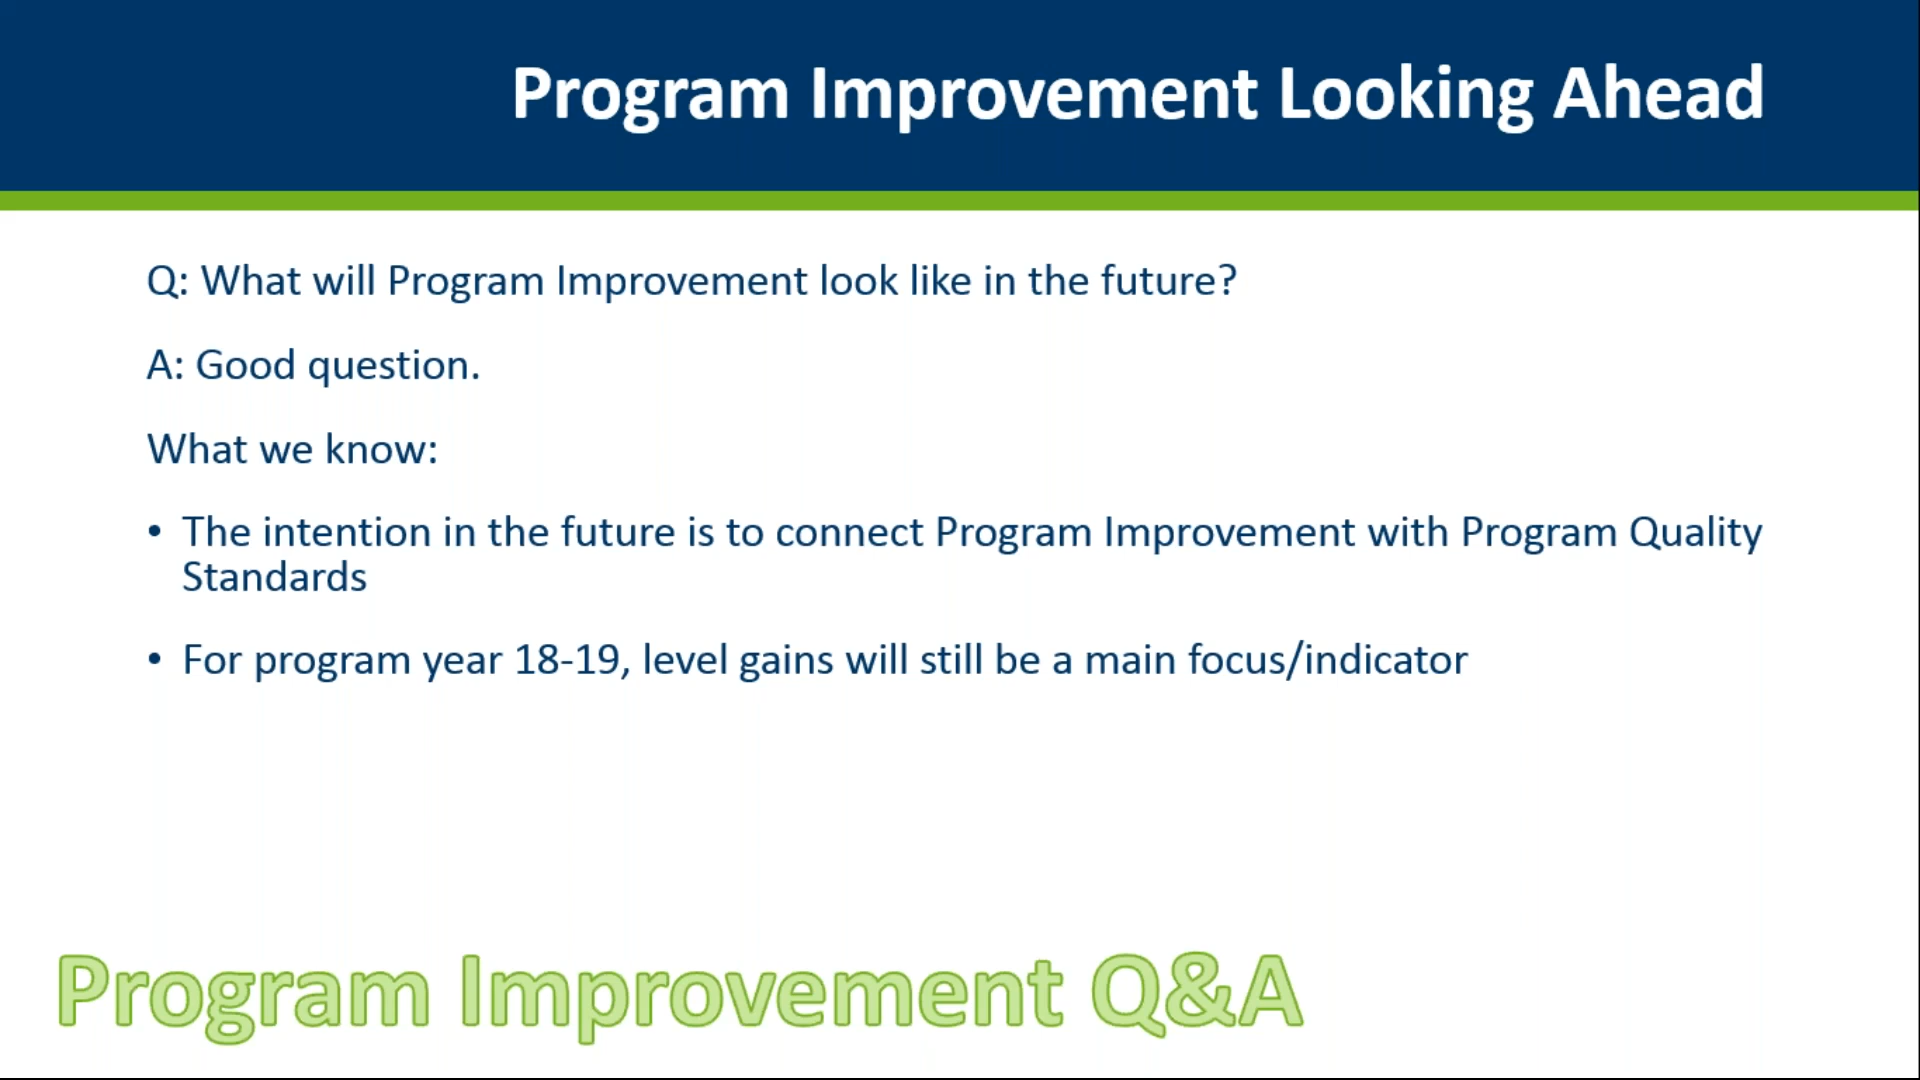 Program Improvement Looking Ahead
Q: What will Program Improvement look like in the future?
A: Good question.
What we know:
• The intention in the future is to connect Program Improvement with Program Quality
Standards
• For program year 18-19, level gains will still be a main focus/indicator
Program Improvement Q&A